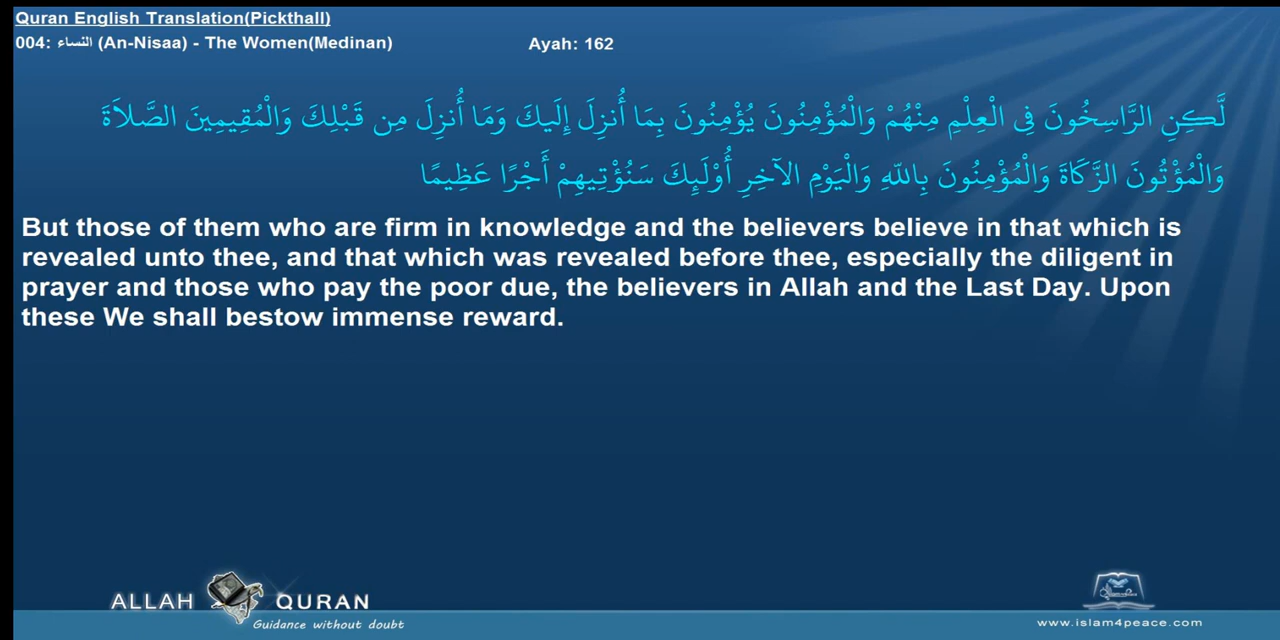 Quran English Translation(Pickthall)
004: النساء (An-Nisaa) - The Women(Medinan) Ayah: 162
لَّكِنِ الرَّاسِخُونَ فِي الْعِلْمِ مِنْهُمْ وَالْمُؤْمِنُونَ يُؤْمِنُونَ بِمَا أُنزِلَ إِلَيكَ وَمَا أُنزِلَ مِن قَبْلِكَ وَالْمُقِيمِينَ الصَّلاَةَ
وَالْمُؤْتُونَ الزَّكَاةَ وَالْمُؤْمِنُونَ بِاللّهِ وَالْيَوْمِ الآخِرِ أُوْلَئِكَ سَنُؤْتِيهِمْ أَجْرًا عَظِيمًا
But those of them who are firm in knowledge and the believers believe in that which is
revealed unto thee, and that which was revealed before thee, especially the diligent in
prayer and those who pay the poor due, the believers in Allah and the Last Day. Upon
these We shall bestow immense reward.
ALLAH QURAN
Guidance without doubt
www.islam4peace.com